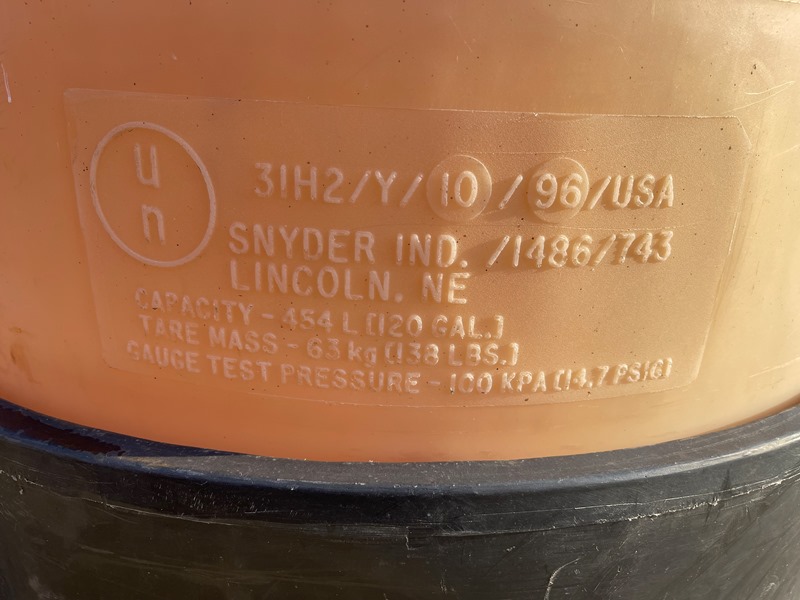 u
n
31H2/Y/10/96/USA
SNYDER IND. /1486/743
LINCOLN, NE
CAPACITY - 454 L [120 GAL.]
TARE MASS - 63 kg [138 LBS.]
GAUGE TEST PRESSURE - 100 KPA [14.7 PSIG]